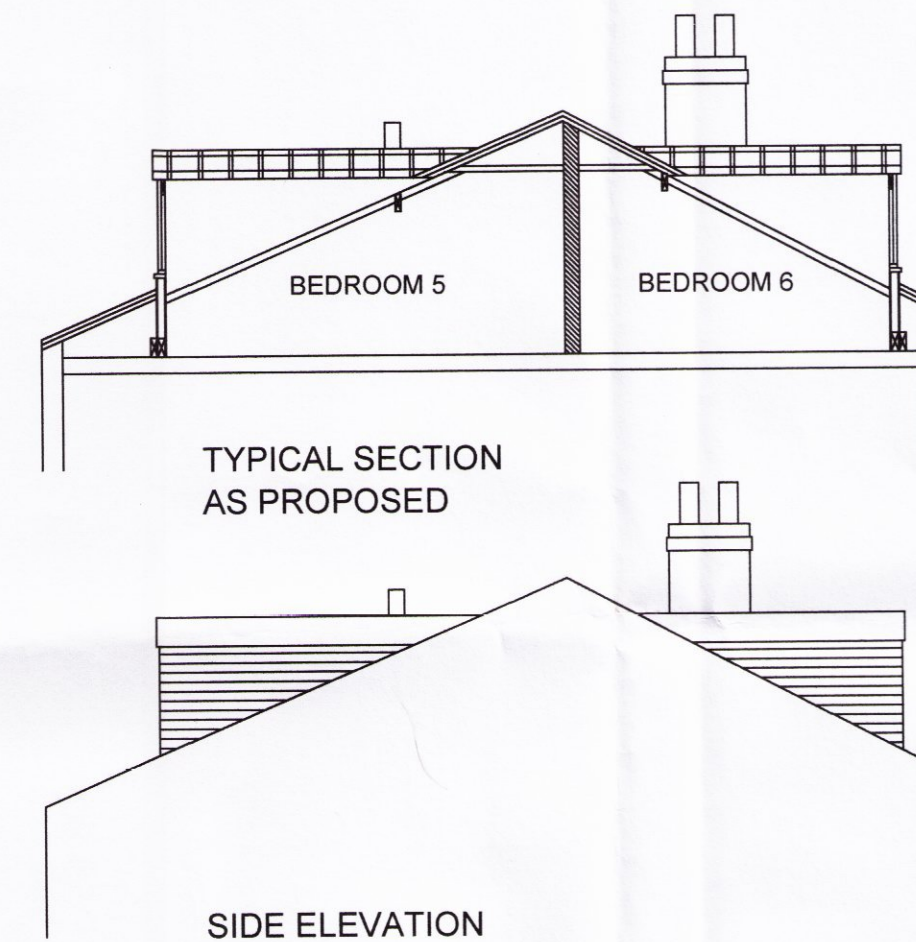 BEDROOM 5
BEDROOM 6
TYPICAL SECTION
AS PROPOSED
SIDE ELEVATION